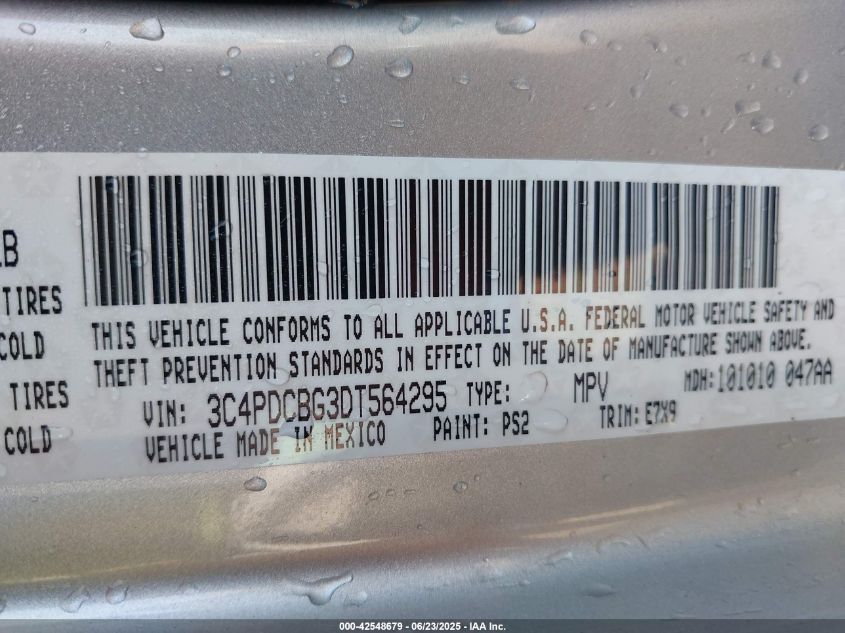 LB
TIRES
COLD
TIRES
COLD
THIS VEHICLE CONFORMS TO ALL APPLICABLE U.S.A. FEDERAL MOTOR VEHICLE SAFETY AND
THEFT PREVENTION STANDARDS IN EFFECT ON THE DATE OF MANUFACTURE SHOWN ABOVE.
VIN: 3C4PDCBG3DT564295 TYPE: MPV MDH:101010 047AA
VEHICLE MADE IN MEXICO PAINT: PS2 TRIM: E7X9
000-42548679 - 06/23/2025 - IAA Inc.